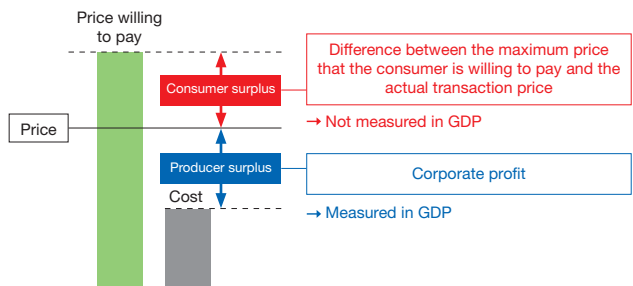 Price willing
to pay
Consumer surplus
Difference between the maximum price
that the consumer is willing to pay and the
actual transaction price
→ Not measured in GDP
Price
Producer surplus
Corporate profit
Cost
→ Measured in GDP